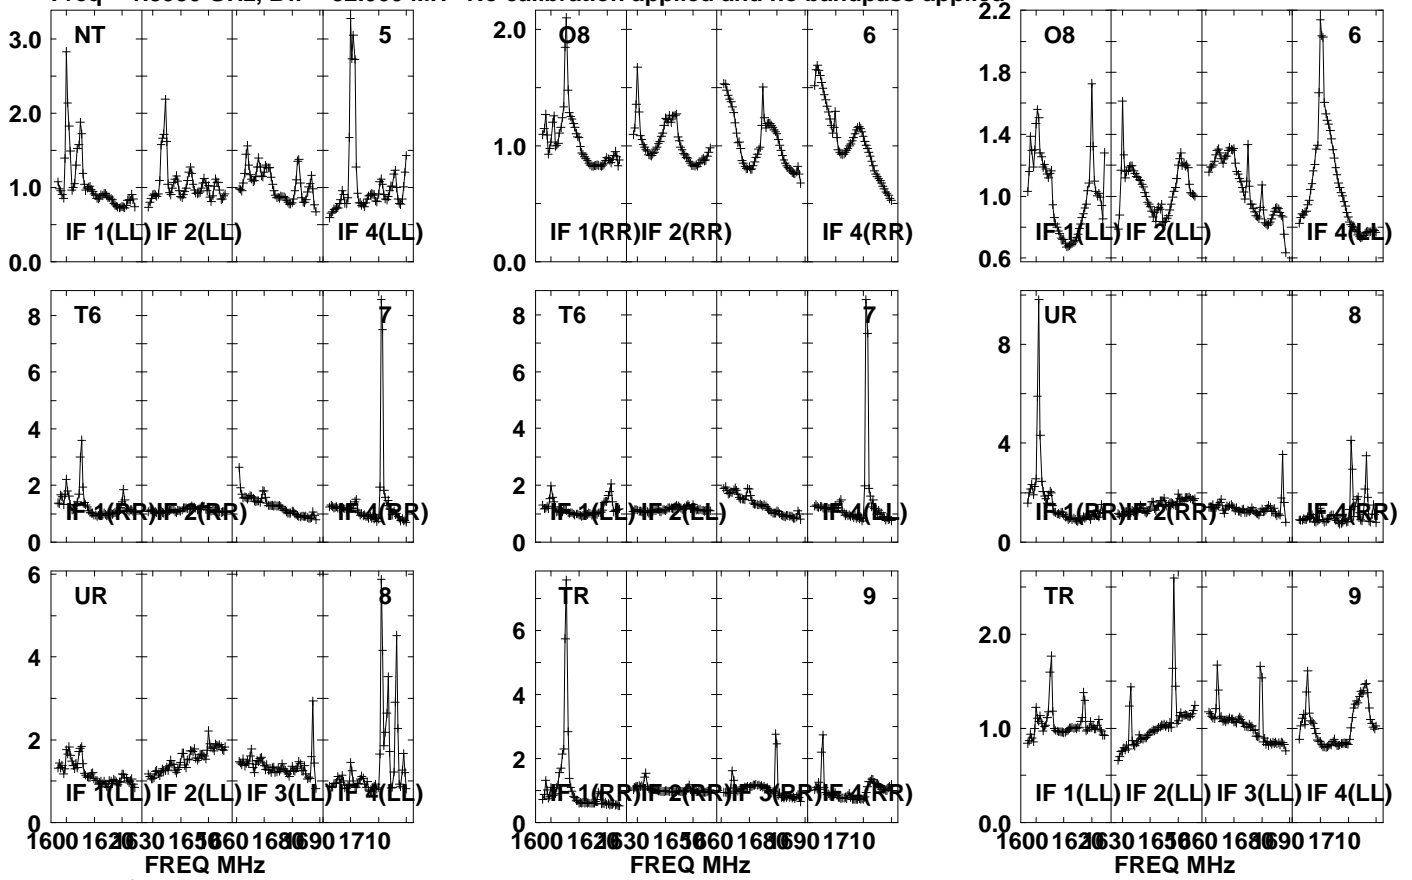 No calibration applied and no bandpass applied
NT 5
3.0
2.0
1.0
0.0
IF 1(LL) IF 2(LL) IF 4(LL)
O8 6
2.0
1.0
0.0
IF 1(RR) IF 2(RR) IF 4(RR)
O8 6
2.2
1.8
1.4
1.0
0.6
IF 1(LL) IF 2(LL) IF 4(LL)
T6 7
8
6
4
2
0
IF 1(RR) IF 2(RR) IF 4(RR)
T6 7
8
6
4
2
0
IF 1(LL) IF 2(LL) IF 4(LL)
UR 8
8
4
0
IF 1(RR) IF 2(RR) IF 4(RR)
UR 8
6
4
2
0
IF 1(LL) IF 2(LL) IF 3(LL) IF 4(LL)
1600 1620 1630 1650 1660 1680 1690 1710
FREQ MHz
TR 9
6
4
2
0
IF 1(RR) IF 2(RR) IF 3(RR) IF 4(RR)
1600 1620 1630 1650 1660 1680 1690 1710
FREQ MHz
TR 9
2.0
1.0
0.0
IF 1(LL) IF 2(LL) IF 3(LL) IF 4(LL)
1600 1620 1630 1650 1660 1680 1690 1710
FREQ MHz